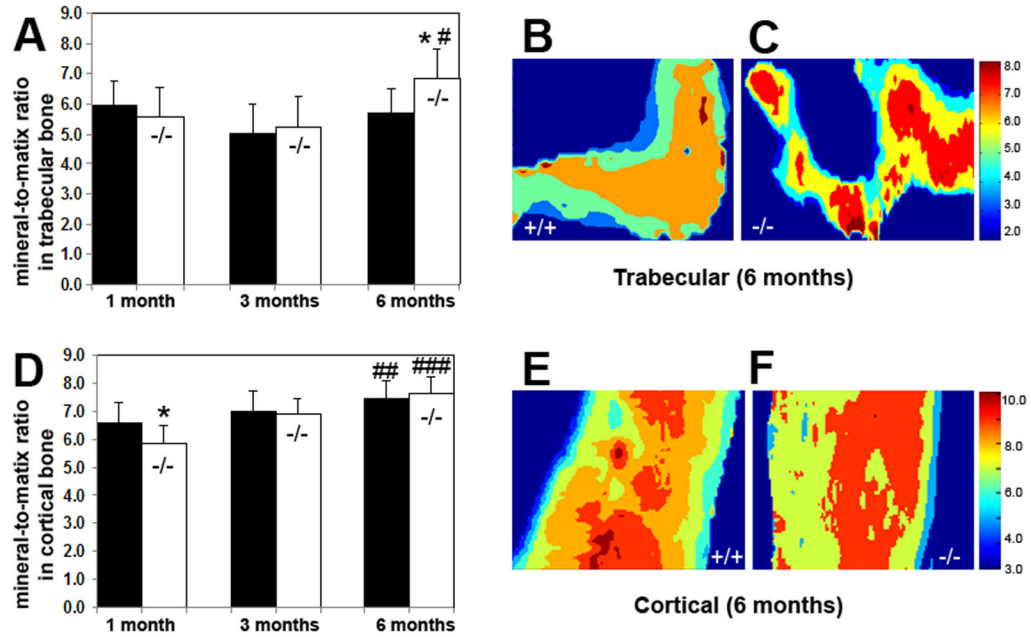 A
mineral-to-matix ratio
in trabecular bone
9.0
8.0
7.0
6.0
5.0
4.0
3.0
2.0
1.0
0.0
-/-
-/-
* #
-/-
1 month
3 months
6 months
B
+/+
C
-/-
8.0
7.0
6.0
5.0
4.0
3.0
2.0
Trabecular (6 months)
D
mineral-to-matix ratio
in cortical bone
9.0
8.0
7.0
6.0
5.0
4.0
3.0
2.0
1.0
0.0
*
-/-
-/-
##
###
-/-
1 month
3 months
6 months
E
+/+
F
-/-
10.0
8.0
6.0
4.0
3.0
Cortical (6 months)